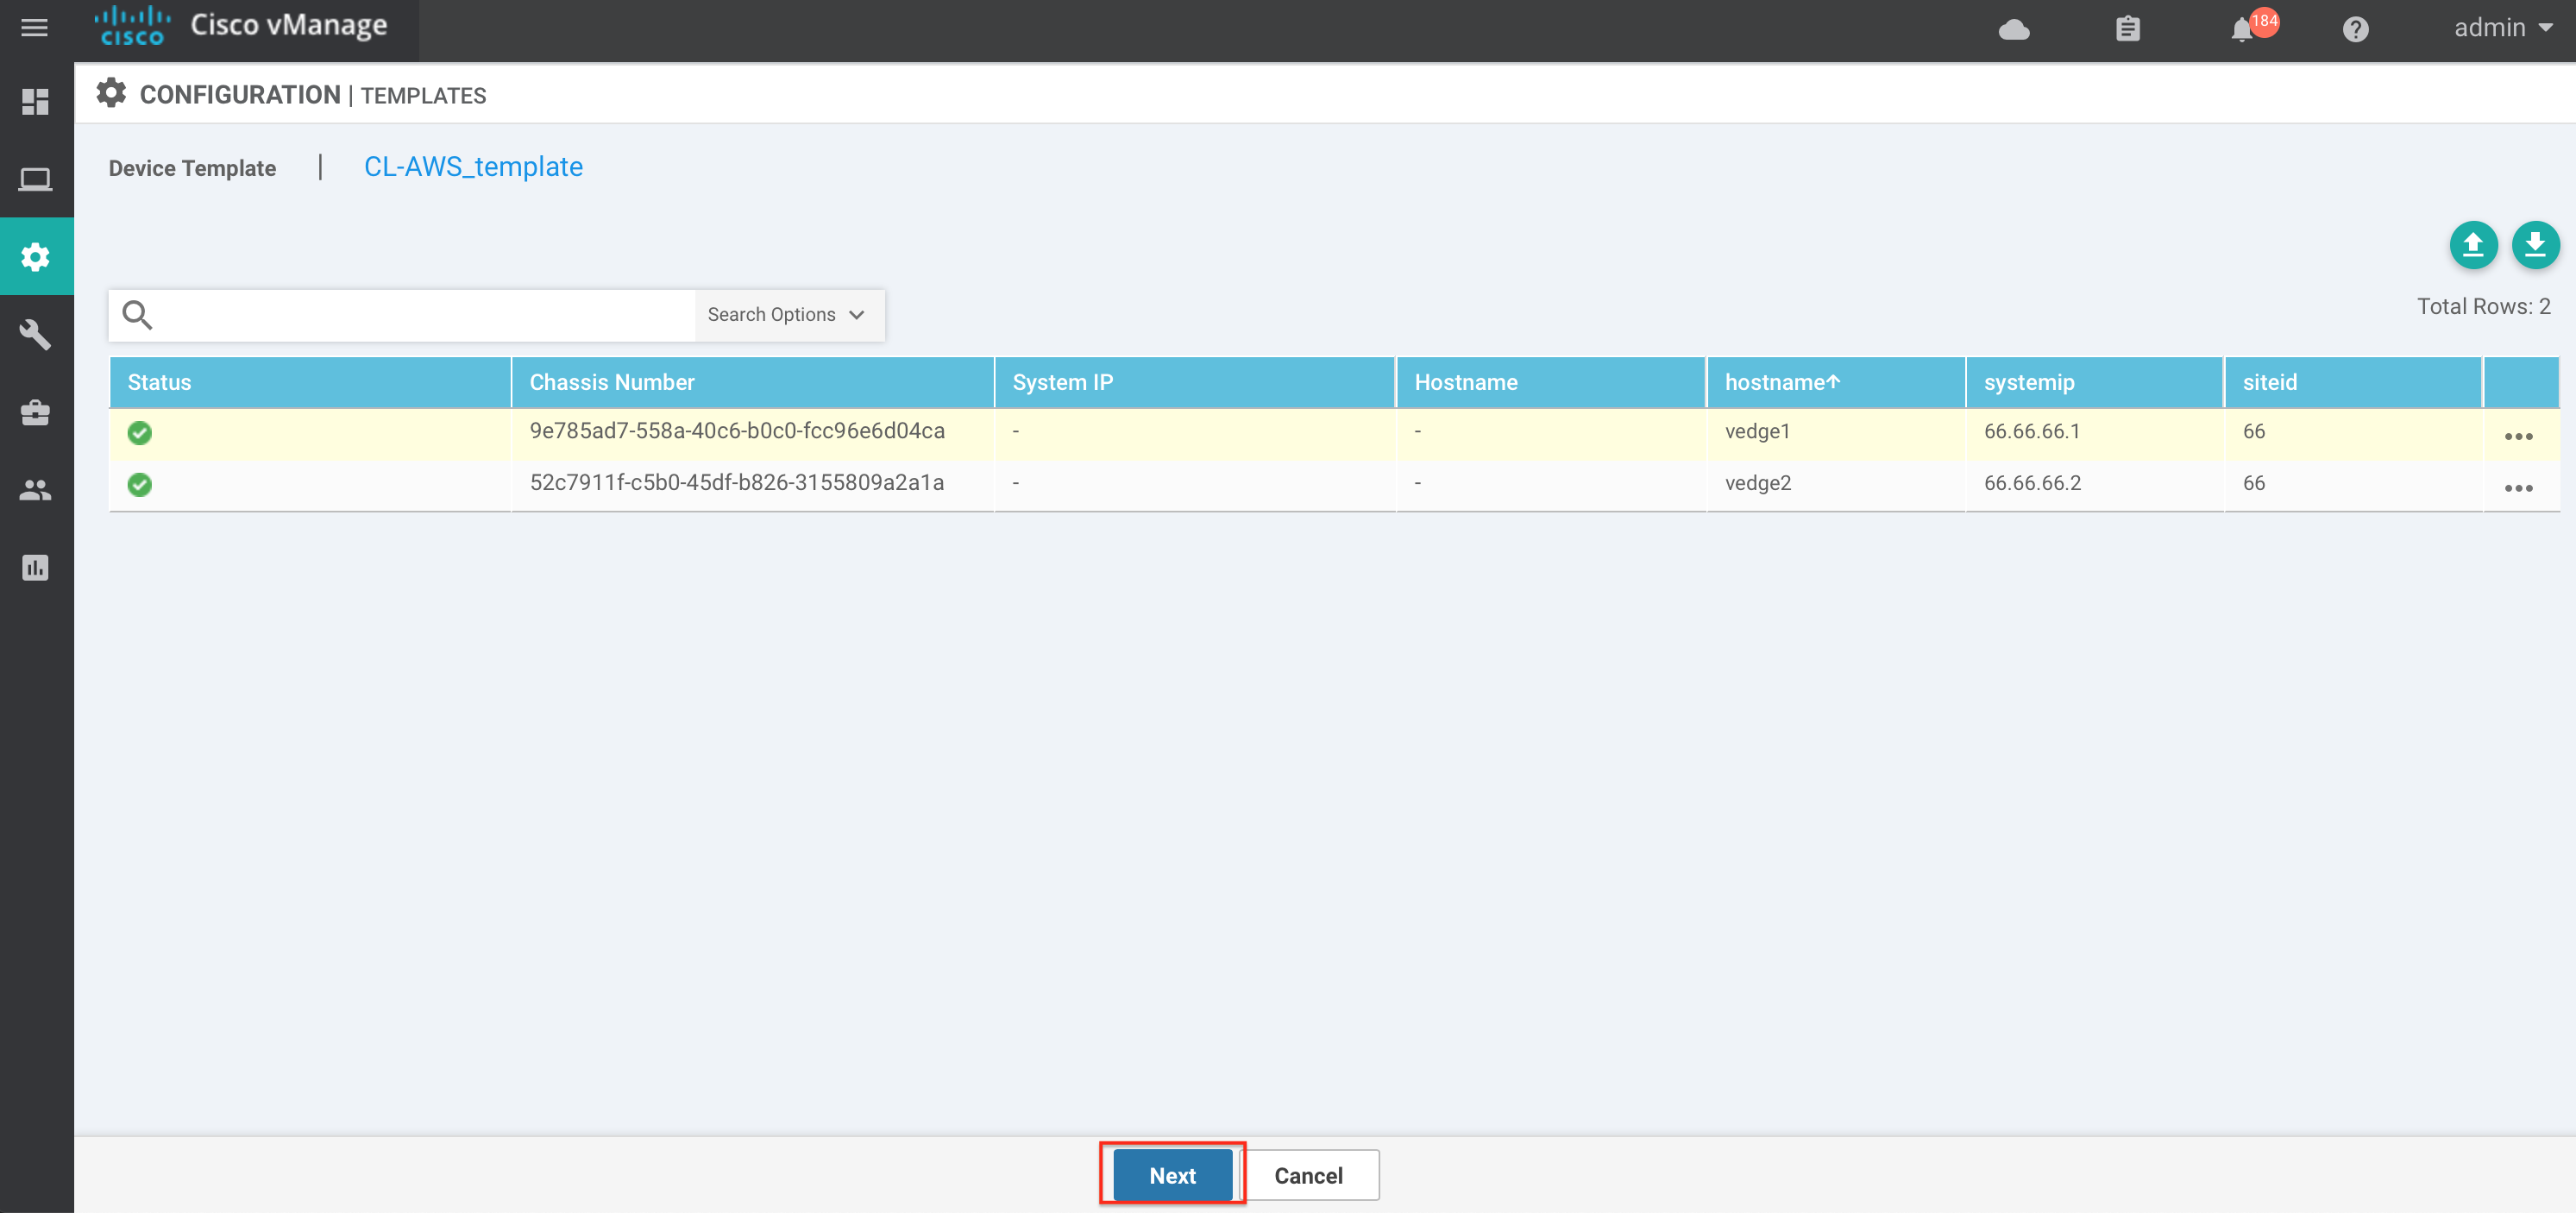 cisco Cisco vManage 184 admin
CONFIGURATION | TEMPLATES
Device Template | CL-AWS_template
Search Options
Total Rows: 2
Status Chassis Number System IP Hostname hostname↑ systemip siteid
9e785ad7-558a-40c6-b0c0-fcc96e6d04ca - - vedge1 66.66.66.1 66 •••
52c7911f-c5b0-45df-b826-3155809a2a1a - - vedge2 66.66.66.2 66 •••
Next Cancel